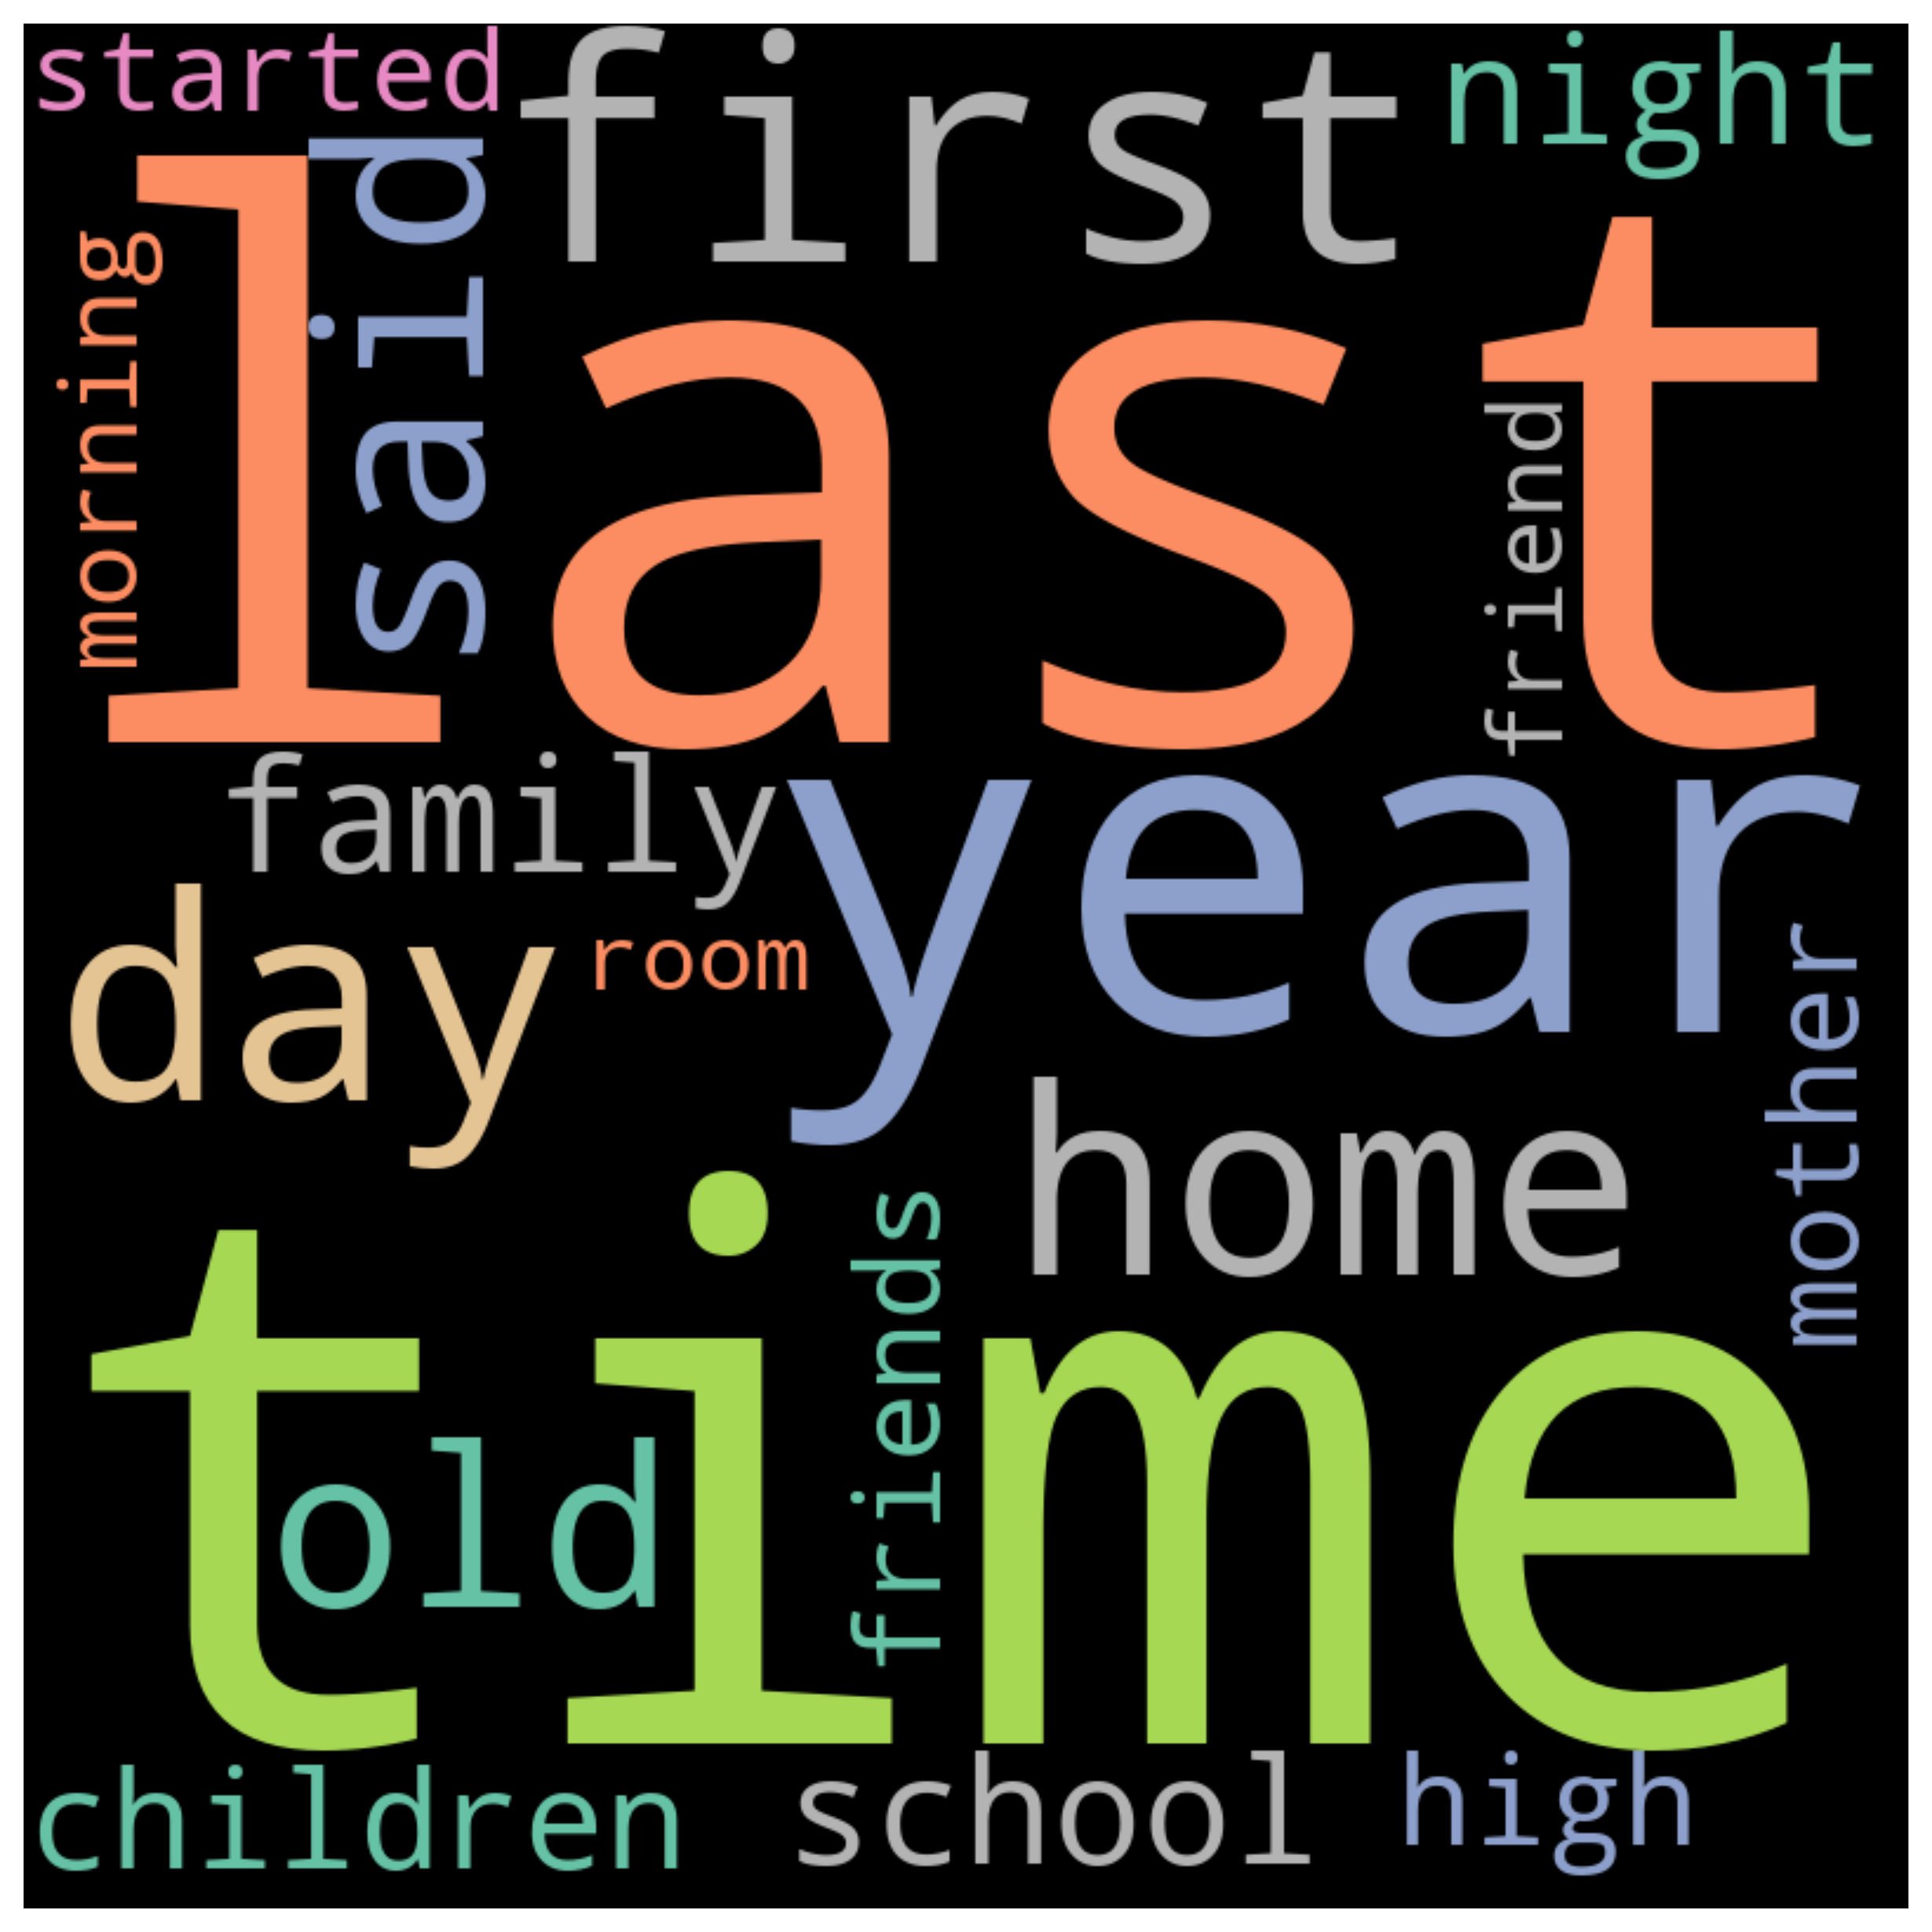 started
first
night
said
morning
last
friend
family
year
day
room
mother
home
time
friends
old
children
school
high